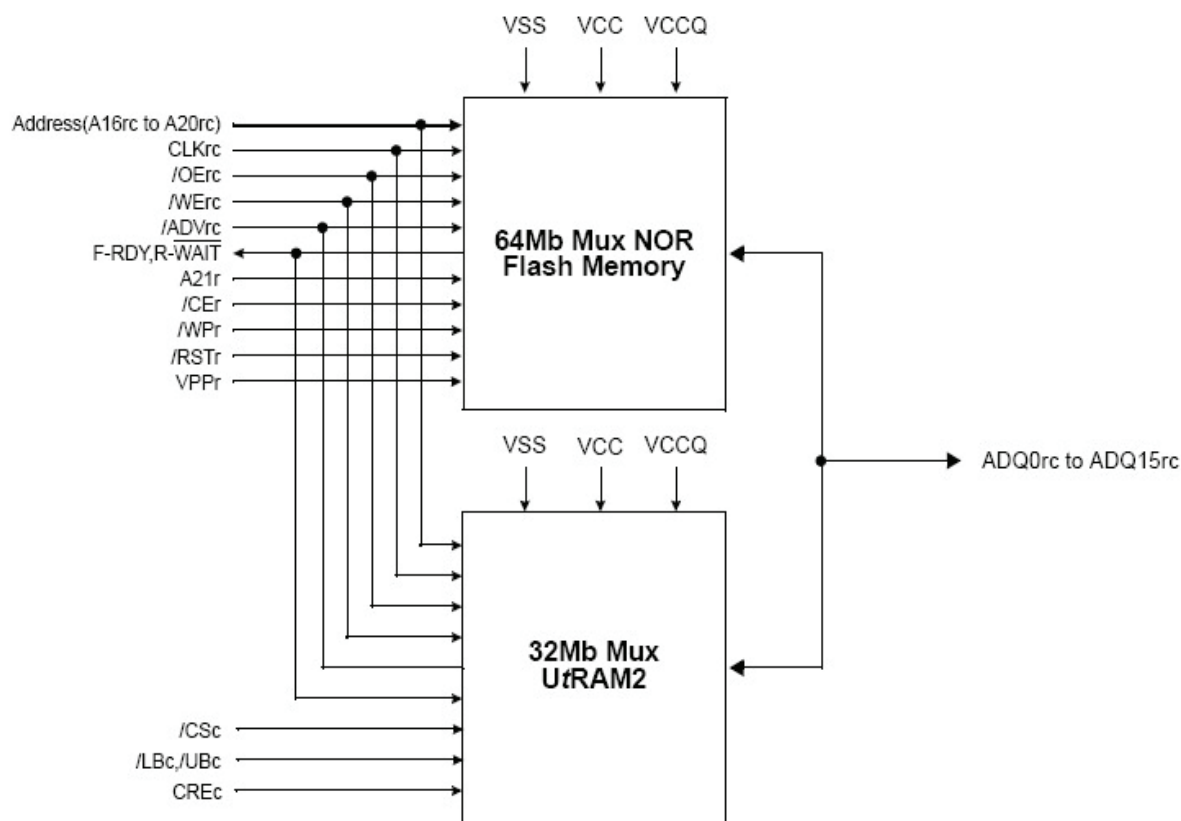 VSS VCC VCCQ
Address(A16rc to A20rc)
CLKrc
/OErc
/WErc
/ADVrc
F-RDY,R-WAIT
A21r
/CEr
/WPr
/RSTr
VPPr
64Mb Mux NOR
Flash Memory
VSS VCC VCCQ
ADQ0rc to ADQ15rc
32Mb Mux
UtRAM2
/CSc
/LBc,/UBc
CREc